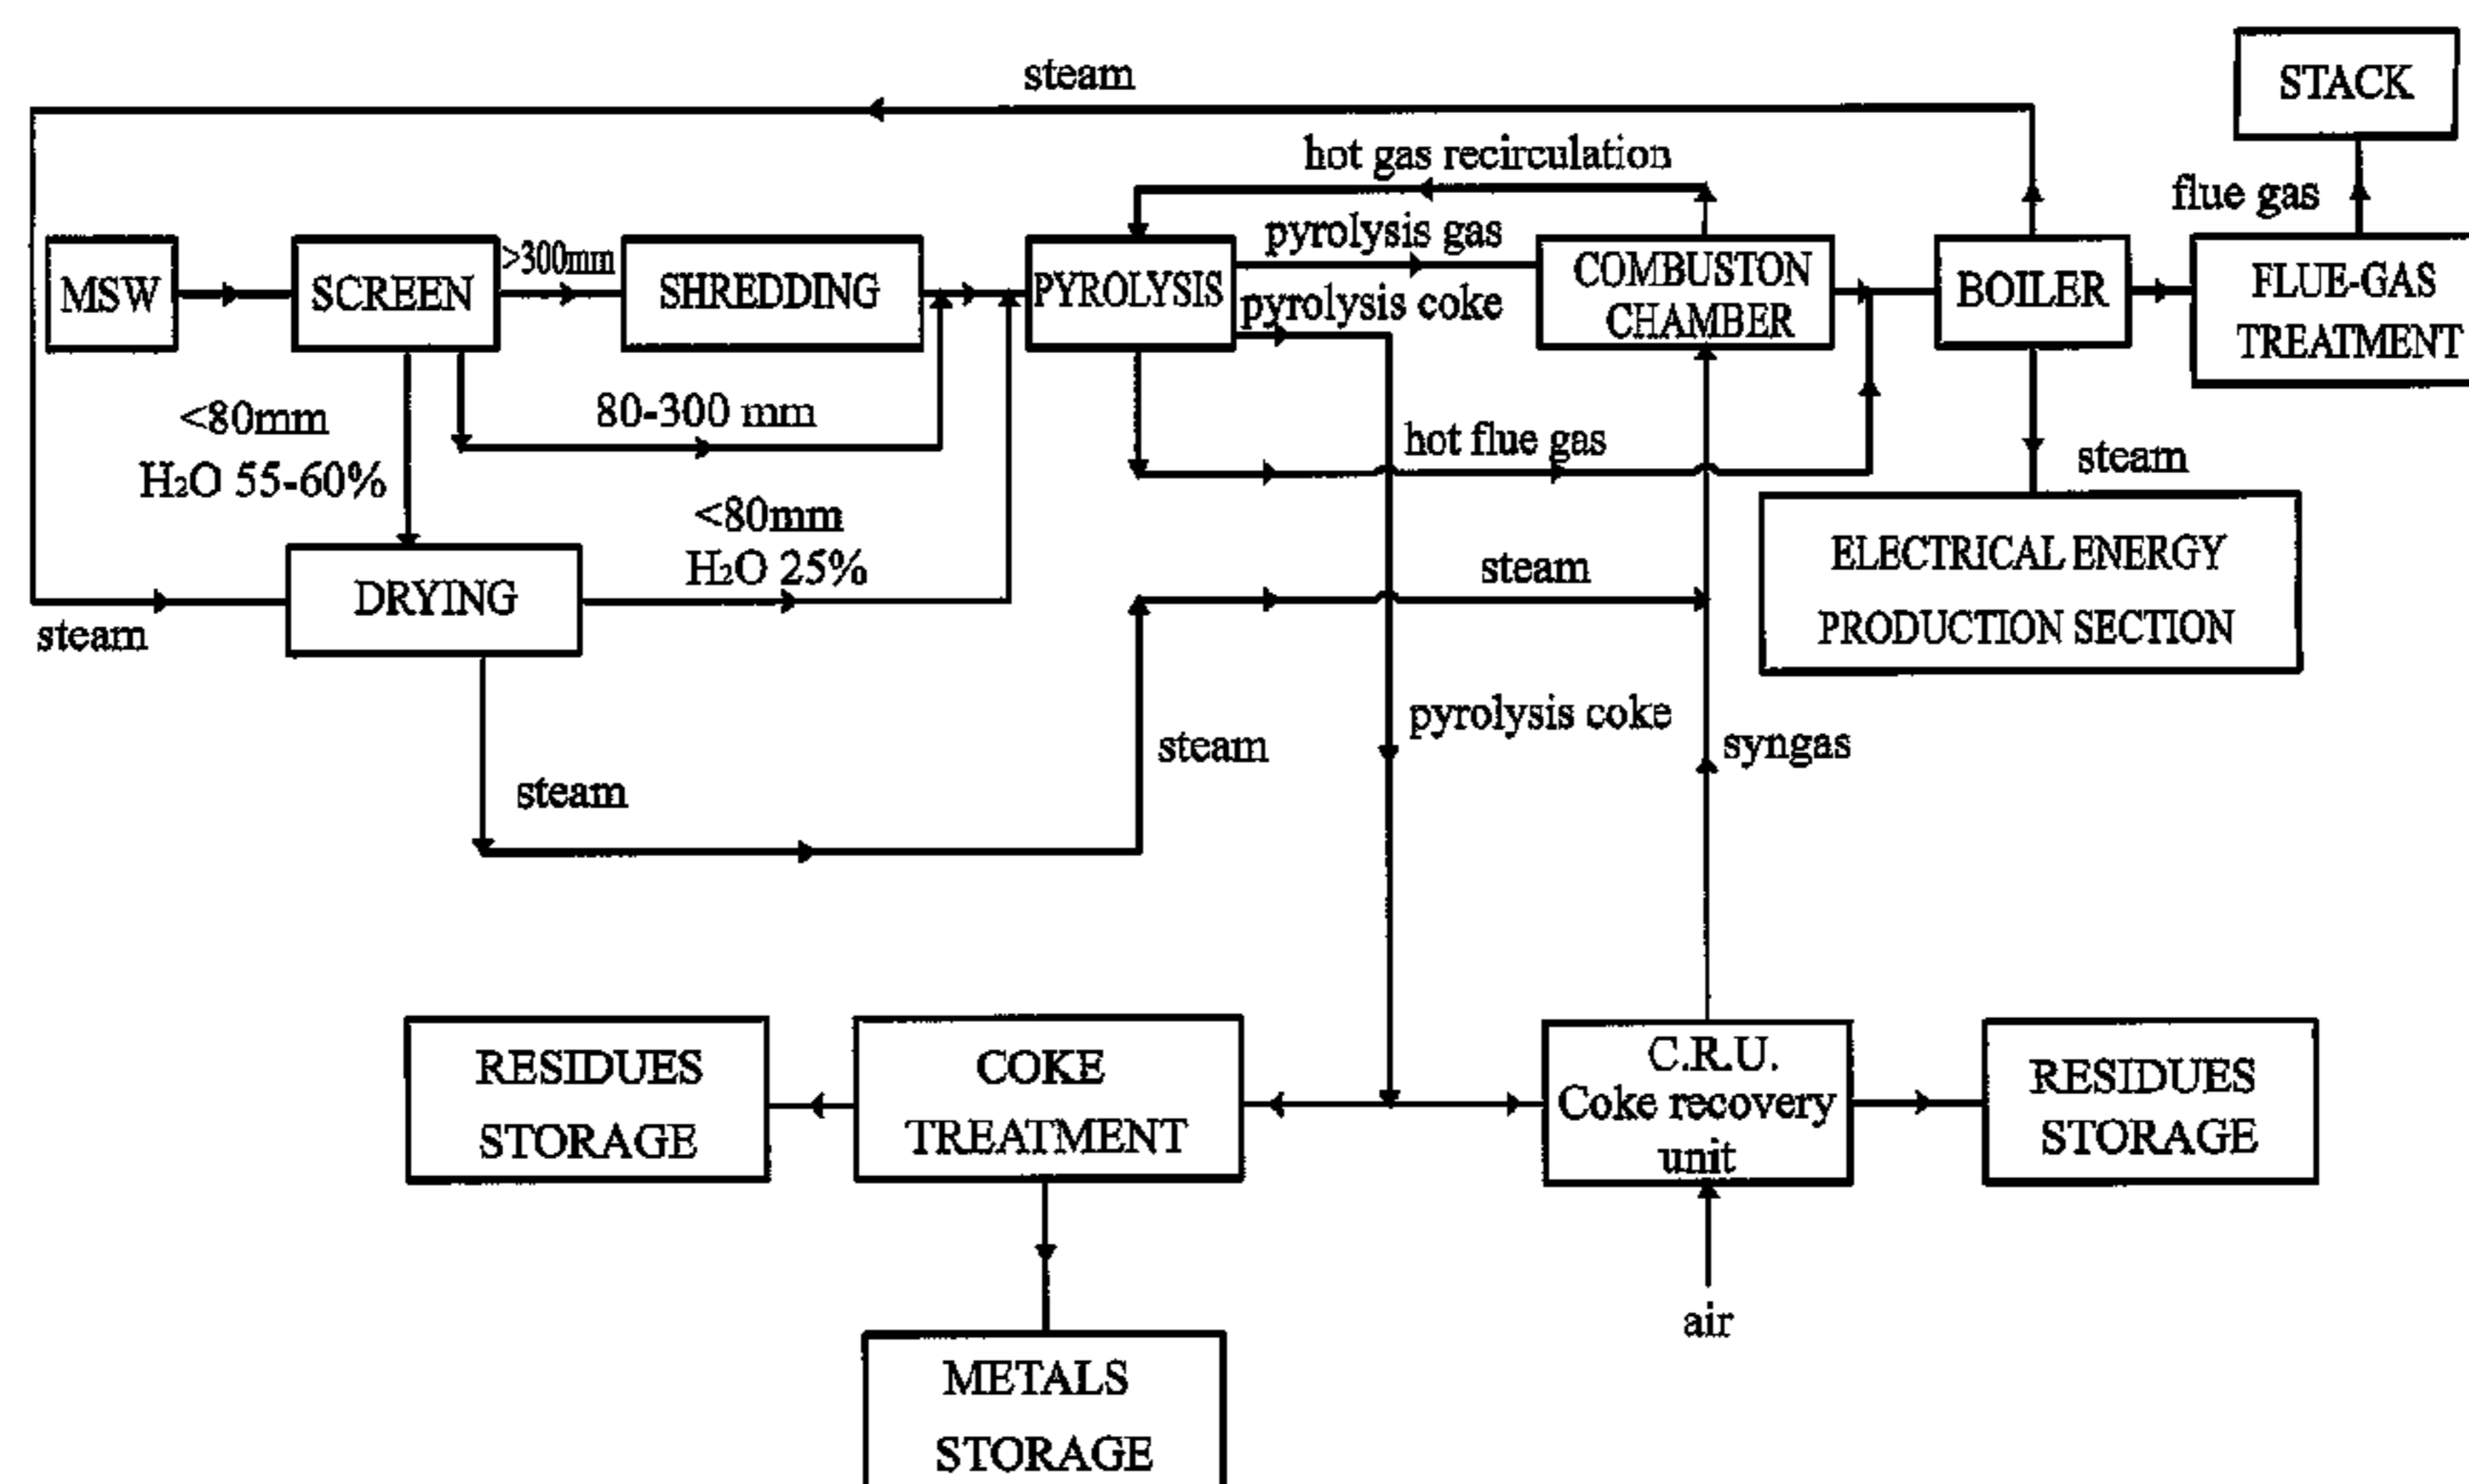 steam
STACK
hot gas recirculation
flue gas
pyrolysis gas
MSW
SCREEN
>300mm
SHREDDING
PYROLYSIS
pyrolysis coke
COMBUSTON
CHAMBER
BOILER
FLUE-GAS
TREATMENT
<80mm
H₂O 55-60%
80-300 mm
hot flue gas
steam
<80mm
H₂O 25%
DRYING
steam
steam
ELECTRICAL ENERGY
PRODUCTION SECTION
steam
steam
pyrolysis coke
syngas
RESIDUES
STORAGE
COKE
TREATMENT
C.R.U.
Coke recovery
unit
RESIDUES
STORAGE
air
METALS
STORAGE